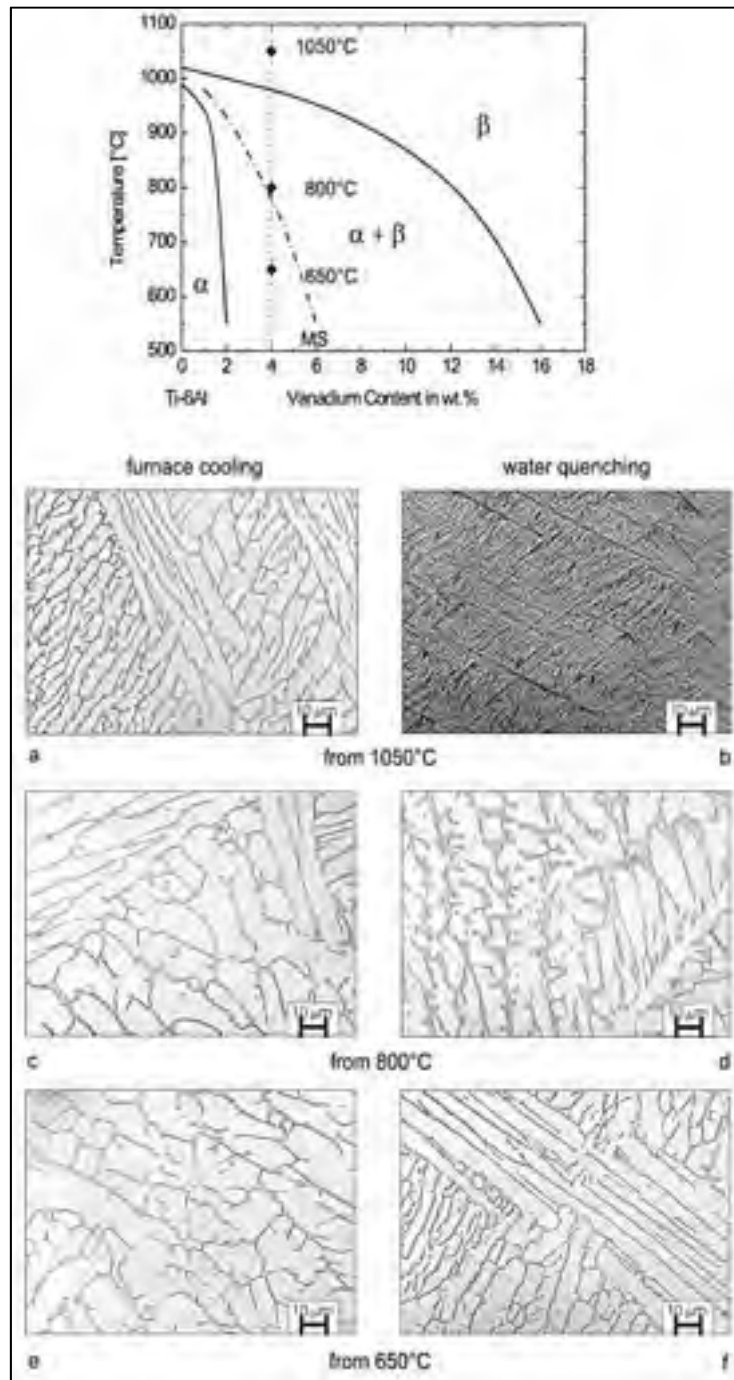 1100
1050°C
1000
β
900
Temperature [°C]
800
800°C
α + β
700
650°C
α
600
MS
500
0 2 4 6 8 10 12 14 16 18
Ti-6Al Vanadium Content in wt.%
furnace cooling water quenching
10 µm 10 µm
a from 1050°C b
10 µm 10 µm
c from 800°C d
10 µm 10 µm
e from 650°C f